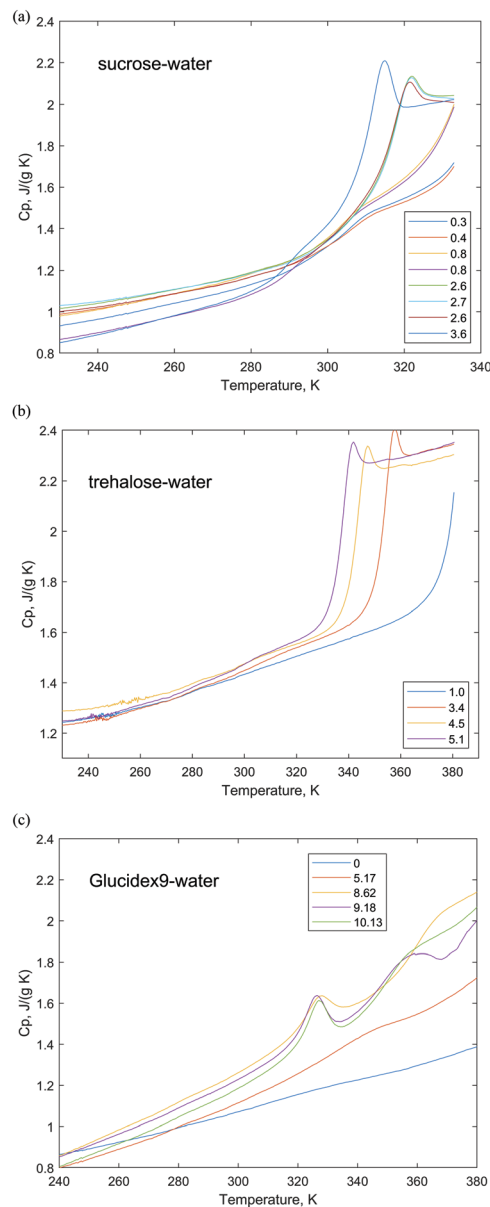 (a)
sucrose-water
2.4
2.2
2
1.8
1.6
1.4
1.2
1
0.8
Cp, J/(g K)
0.3
0.4
0.8
0.8
2.6
2.7
2.6
3.6
240 260 280 300 320 340
Temperature, K
(b)
trehalose-water
2.4
2.2
2
1.8
1.6
1.4
1.2
Cp, J/(g K)
1.0
3.4
4.5
5.1
240 260 280 300 320 340 360 380
Temperature, K
(c)
Glucidex9-water
2.4
2.2
2
1.8
1.6
1.4
1.2
1
0.8
Cp, J/(g K)
0
5.17
8.62
9.18
10.13
240 260 280 300 320 340 360 380
Temperature, K